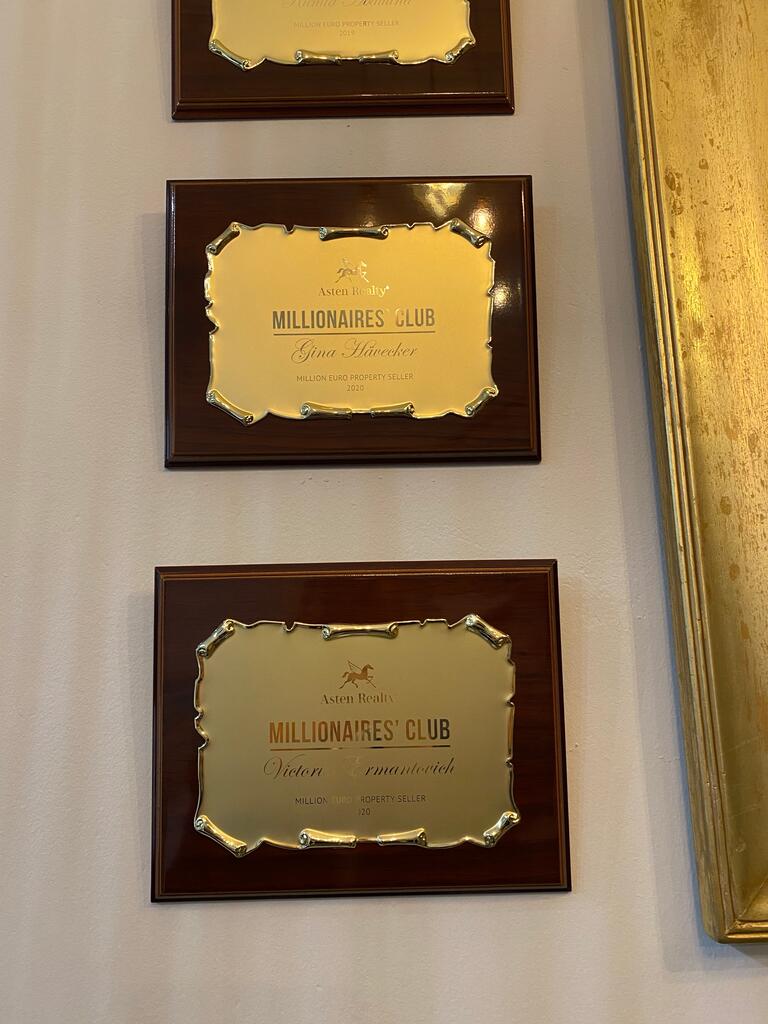 MILLION EURO PROPERTY SELLER
2019
Asten Realty
MILLIONAIRES' CLUB
Gina Hävecker
MILLION EURO PROPERTY SELLER
2020
Asten Realty
MILLIONAIRES' CLUB
MILLION EURO PROPERTY SELLER